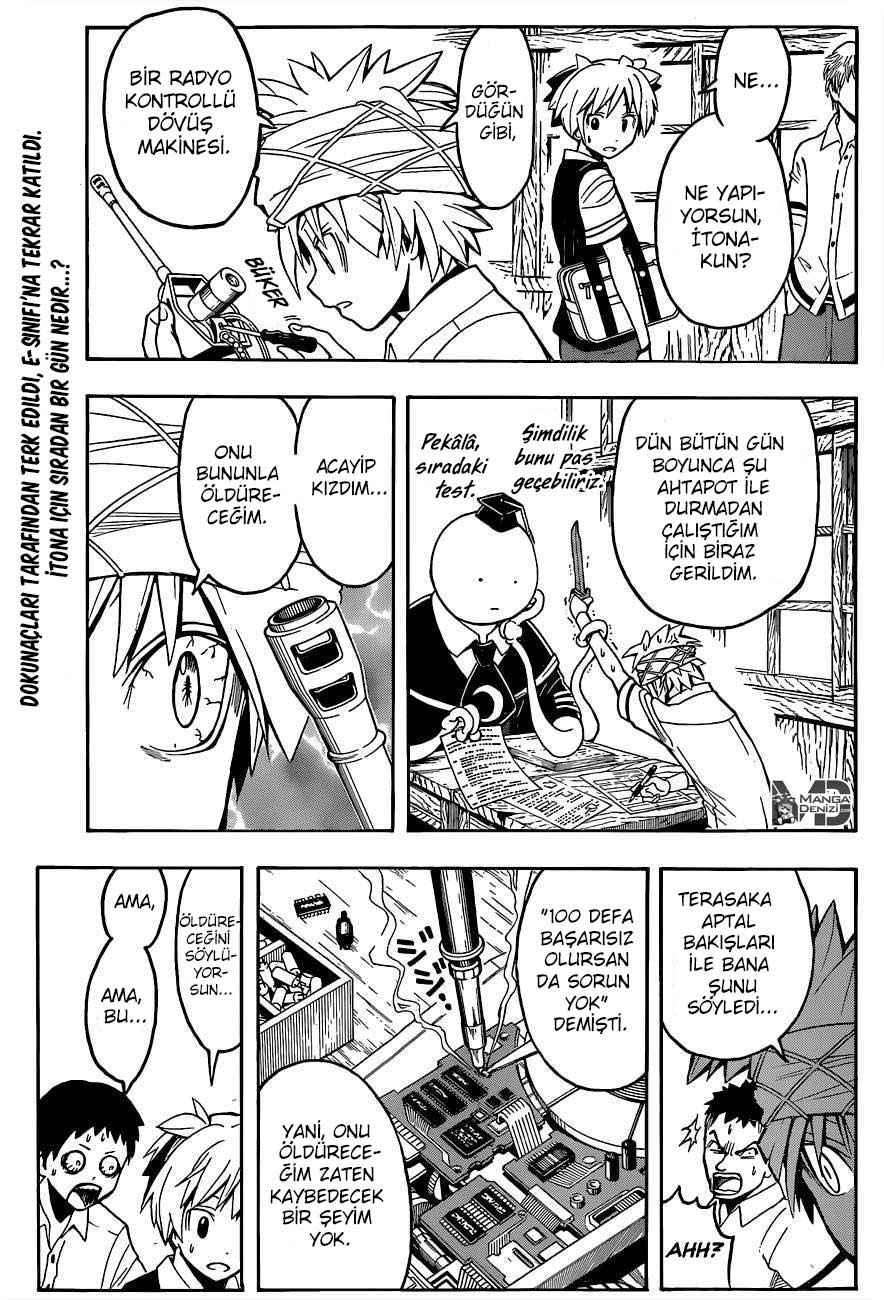 DOKUNAÇLARI TARAFINDAN TERK EDİLDİ, E-SINIFI'NA TEKRAR KATILDI.
İTONA İÇİN SIRADAN BİR GÜN NEDİR...?
NE...
NE YAPI-
YORSUN,
İTONA-
KUN?
GÖR-
DÜĞÜN
GİBİ,
BİR RADYO
KONTROLLÜ
DÖVÜŞ
MAKİNESİ.
BÜKER
DÜN BÜTÜN GÜN
BOYUNCA ŞU
AHTAPOT İLE
DURMADAN
ÇALIŞTIĞIM
İÇİN BİRAZ
GERİLDİM.
Şimdilik
bunu pas
geçebiliriz.
Pekâlâ,
sıradaki
test.
MANGA
DENİZİ
ACAYİP
KIZDIM...
ONU
BUNUNLA
ÖLDÜRE-
CEĞİM.
TERASAKA
APTAL
BAKIŞLARI
İLE BANA
ŞUNU
SÖYLEDİ...
AHH?
"100 DEFA
BAŞARISIZ
OLURSAN
DA SORUN
YOK"
DEMİŞTİ.
YANİ, ONU
ÖLDÜRECE-
ĞİM ZATEN
KAYBEDECEK
BİR ŞEYİM
YOK.
ÖLDÜRE-
CEĞİNİ
SÖYLÜ-
YOR-
SUN...
AMA,
AMA,
BU...